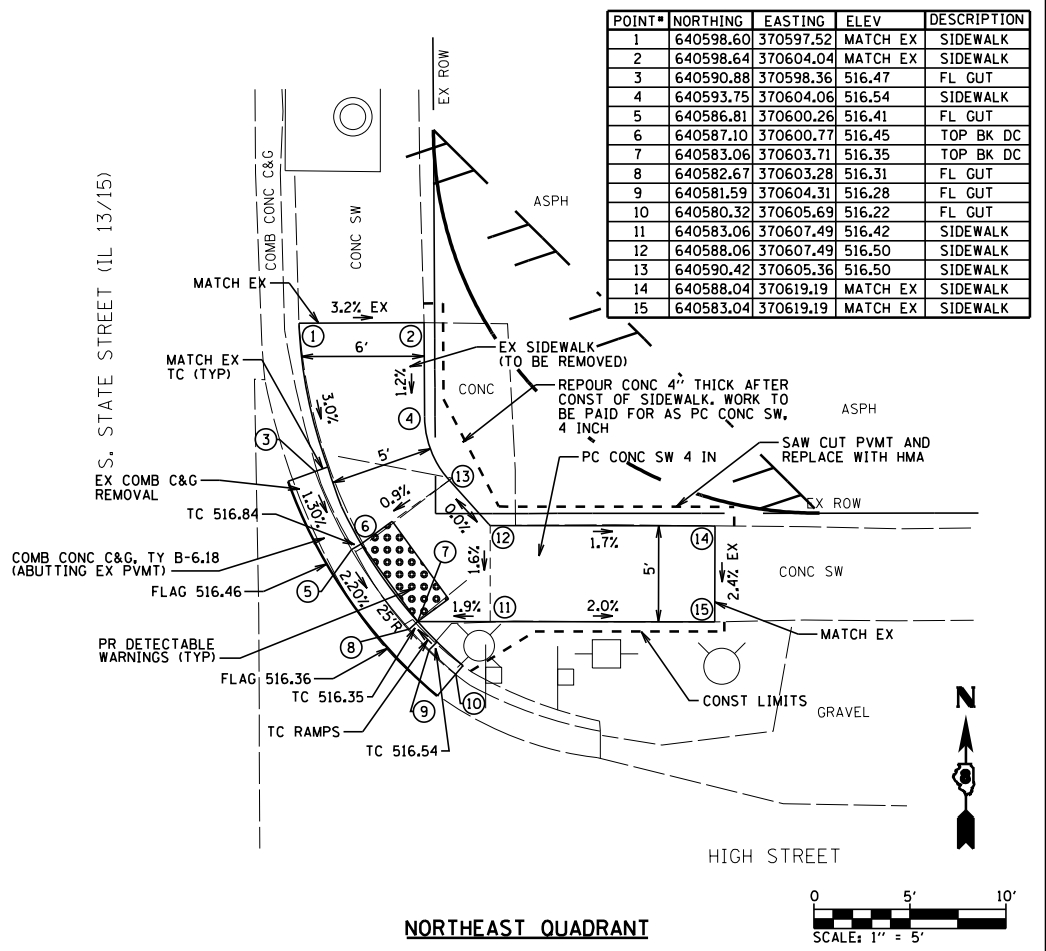 POINT# NORTHING EASTING ELEV DESCRIPTION
1 640598.60 370597.52 MATCH EX SIDEWALK
2 640598.64 370604.04 MATCH EX SIDEWALK
3 640590.88 370598.36 516.47 FL GUT
4 640593.75 370604.06 516.54 SIDEWALK
5 640586.81 370600.26 516.41 FL GUT
6 640587.10 370600.77 516.45 TOP BK DC
7 640583.06 370603.71 516.35 TOP BK DC
8 640582.67 370603.28 516.31 FL GUT
9 640581.59 370604.31 516.28 FL GUT
10 640580.32 370605.69 516.22 FL GUT
11 640583.06 370607.49 516.42 SIDEWALK
12 640588.06 370607.49 516.50 SIDEWALK
13 640590.42 370605.36 516.50 SIDEWALK
14 640588.04 370619.19 MATCH EX SIDEWALK
15 640583.04 370619.19 MATCH EX SIDEWALK
EX ROW
S. STATE STREET (IL 13/15)
COMB CONC C&G
CONC SW
ASPH
MATCH EX
3.2% EX
1
2
6'
EX SIDEWALK
(TO BE REMOVED)
MATCH EX
TC (TYP)
1.2%
3.0%
CONC
REPOUR CONC 4" THICK AFTER
CONST OF SIDEWALK. WORK TO
BE PAID FOR AS PC CONC SW,
4 INCH
ASPH
4
3
5'
SAW CUT PVMT AND
REPLACE WITH HMA
PC CONC SW 4 IN
13
EX COMB C&G
REMOVAL
1.30%
0.9%
0.0%
EX ROW
TC 516.84
6
12
14
1.7%
COMB CONC C&G, TY B-6.18
(ABUTTING EX PVMT)
7
1.6%
5'
2.4% EX
CONC SW
FLAG 516.46
5
2.20%
25'R
1.9%
11
2.0%
15
MATCH EX
PR DETECTABLE
WARNINGS (TYP)
8
FLAG 516.36
TC 516.35
10
CONST LIMITS
9
GRAVEL
TC RAMPS
TC 516.54
N
8
HIGH STREET
0 5' 10'
SCALE: 1" = 5'
NORTHEAST QUADRANT